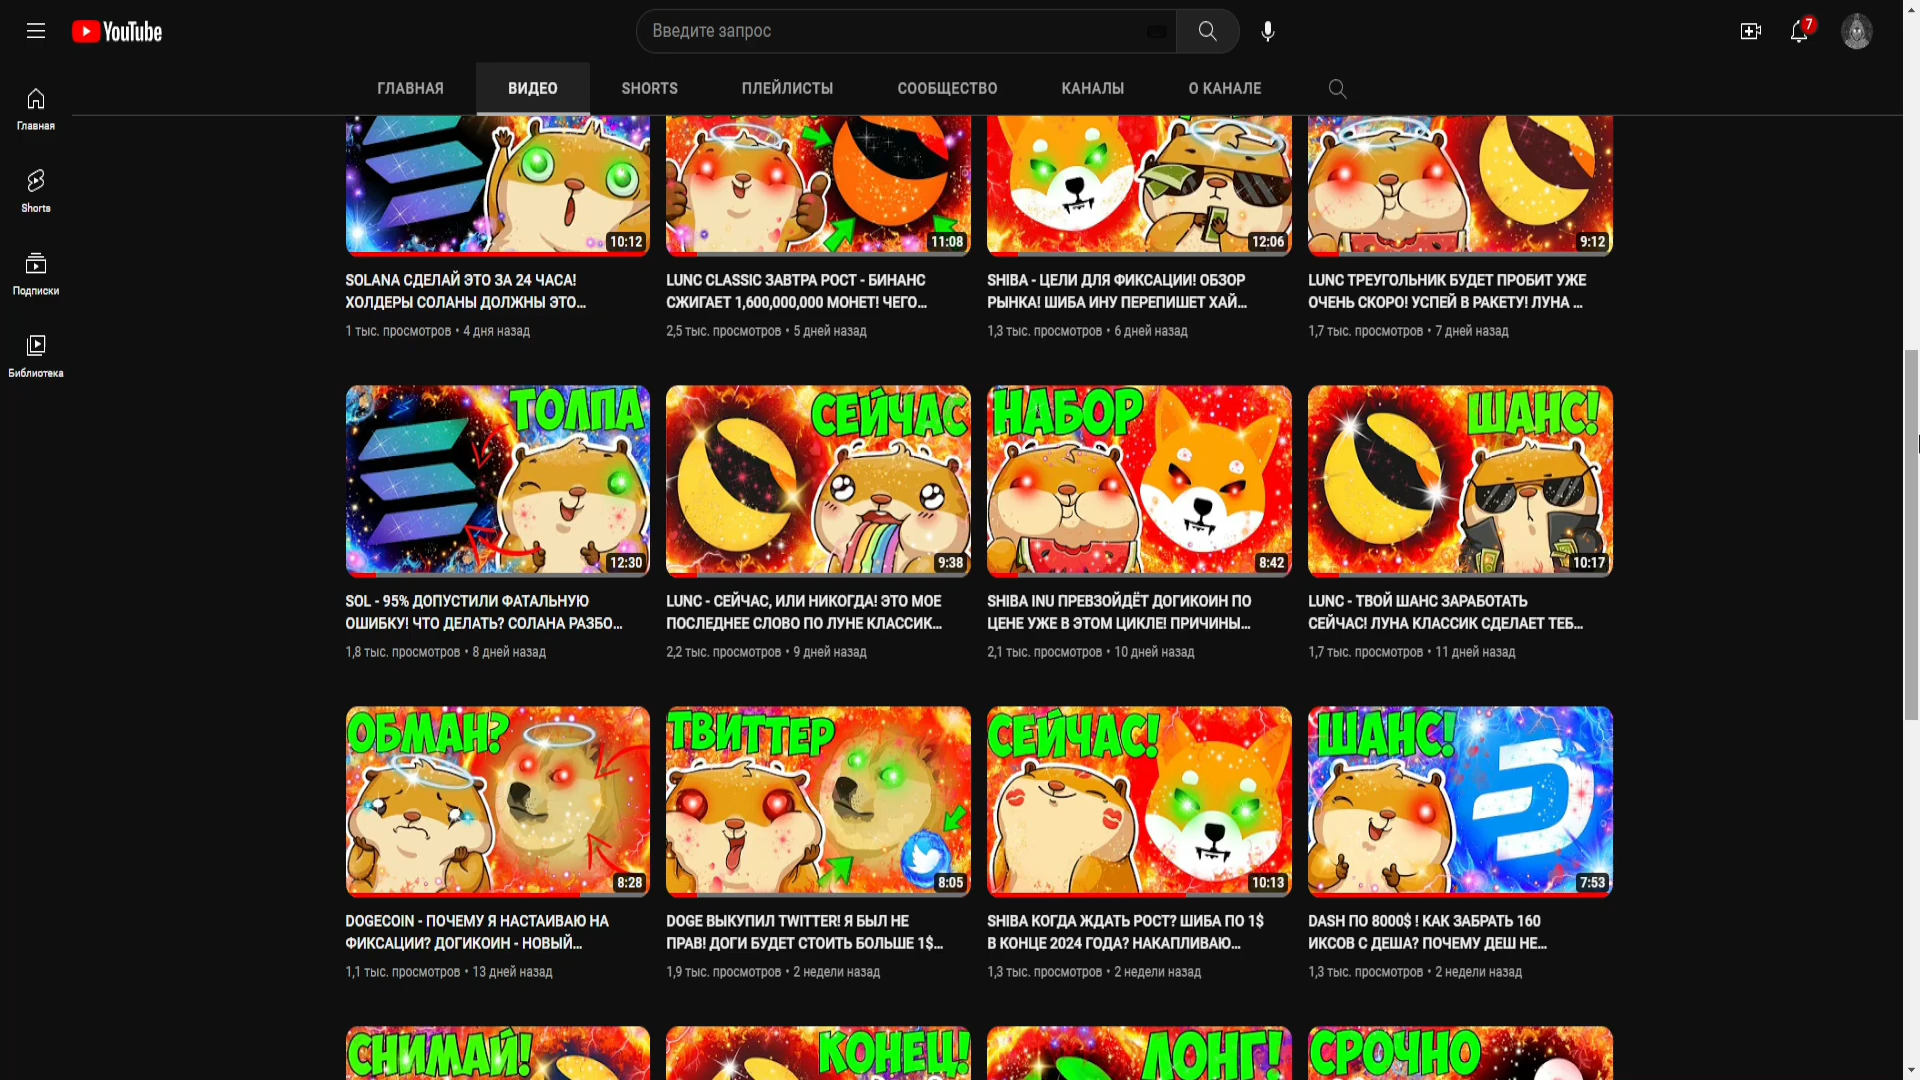 YouTube
Введите запрос
7
ГЛАВНАЯ
ВИДЕО
SHORTS
ПЛЕЙЛИСТЫ
СООБЩЕСТВО
КАНАЛЫ
О КАНАЛЕ
Главная
Shorts
Подписки
Библиотека
10:12
11:08
12:06
9:12
SOLANA СДЕЛАЙ ЭТО ЗА 24 ЧАСА!
ХОЛДЕРЫ СОЛАНЫ ДОЛЖНЫ ЭТО...
1 тыс. просмотров • 4 дня назад
LUNC CLASSIC ЗАВТРА РОСТ - БИНАНС
СЖИГАЕТ 1,600,000,000 МОНЕТ! ЧЕГО...
2,5 тыс. просмотров • 5 дней назад
SHIBA - ЦЕЛИ ДЛЯ ФИКСАЦИИ! ОБЗОР
РЫНКА! ШИБА ИНУ ПЕРЕПИШЕТ ХАЙ...
1,3 тыс. просмотров • 6 дней назад
LUNC ТРЕУГОЛЬНИК БУДЕТ ПРОБИТ УЖЕ
ОЧЕНЬ СКОРО! УСПЕЙ В РАКЕТУ! ЛУНА ...
1,7 тыс. просмотров • 7 дней назад
ТОЛПА
12:30
СЕЙЧАС
9:38
НАБОР
8:42
ШАНС!
10:17
SOL - 95% ДОПУСТИЛИ ФАТАЛЬНУЮ
ОШИБКУ! ЧТО ДЕЛАТЬ? СОЛАНА РАЗБО...
1,8 тыс. просмотров • 8 дней назад
LUNC - СЕЙЧАС, ИЛИ НИКОГДА! ЭТО МОЕ
ПОСЛЕДНЕЕ СЛОВО ПО ЛУНЕ КЛАССИК...
2,2 тыс. просмотров • 9 дней назад
SHIBA INU ПРЕВЗОЙДЁТ ДОГИКОИН ПО
ЦЕНЕ УЖЕ В ЭТОМ ЦИКЛЕ! ПРИЧИНЫ...
2,1 тыс. просмотров • 10 дней назад
LUNC - ТВОЙ ШАНС ЗАРАБОТАТЬ
СЕЙЧАС! ЛУНА КЛАССИК СДЕЛАЕТ ТЕБ...
1,7 тыс. просмотров • 11 дней назад
ОБМАН?
8:28
ТВИТТЕР
8:05
СЕЙЧАС!
10:13
ШАНС!
7:53
DOGECOIN - ПОЧЕМУ Я НАСТАИВАЮ НА
ФИКСАЦИИ? ДОГИКОИН - НОВЫЙ...
1,1 тыс. просмотров • 13 дней назад
DOGE ВЫКУПИЛ TWITTER! Я БЫЛ НЕ
ПРАВ! ДОГИ БУДЕТ СТОИТЬ БОЛЬШЕ 1$...
1,9 тыс. просмотров • 2 недели назад
SHIBA КОГДА ЖДАТЬ РОСТ? ШИБА ПО 1$
В КОНЦЕ 2024 ГОДА? НАКАПЛИВАЮ...
1,3 тыс. просмотров • 2 недели назад
DASH ПО 8000$ ! КАК ЗАБРАТЬ 160
ИКСОВ С ДЕША? ПОЧЕМУ ДЕШ НЕ...
1,3 тыс. просмотров • 2 недели назад
СНИМАЙ!
КОНЕЦ!
ЛОНГ!
СРОЧНО